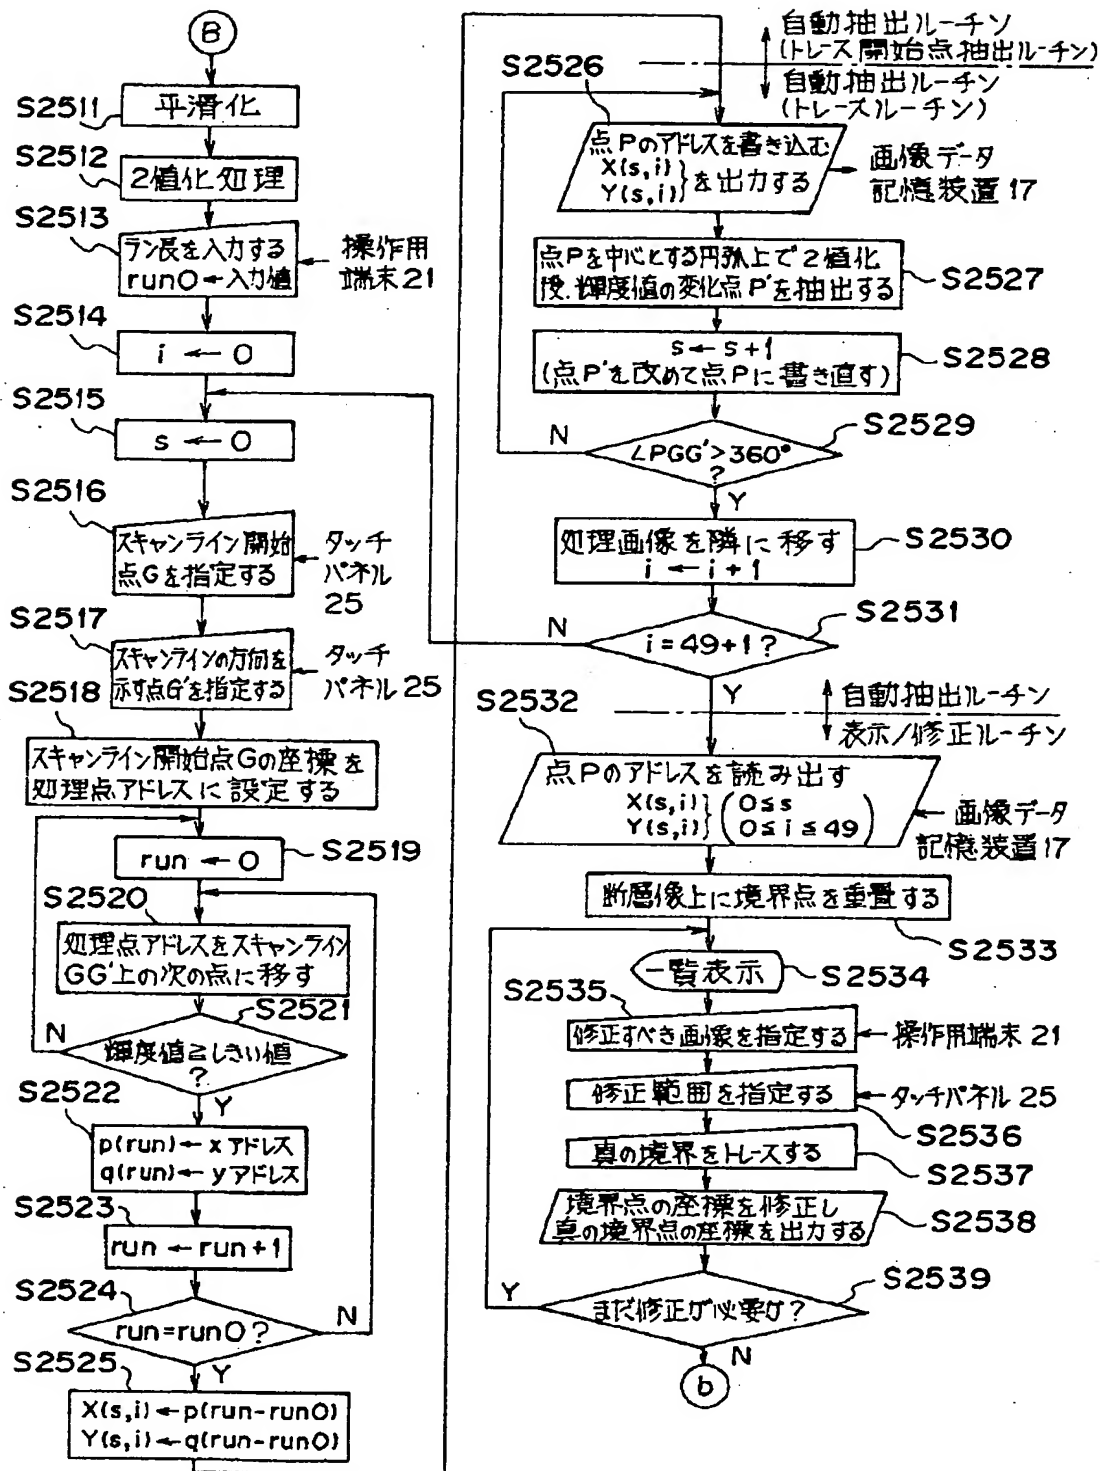 B
S2511
平滑化
S2512
2値化処理
S2513
ラン長を入力する
run0←入力値
操作用
端末21
S2514
i ← 0
S2515
s ← 0
S2516
スキャンライン開始
点Gを指定する
タッチ
パネル
25
S2517
スキャンラインの方向を
示す点G'を指定する
タッチ
パネル25
S2518
スキャンライン開始点Gの座標を
処理点アドレスに設定する
run ← 0
S2519
S2520
処理点アドレスをスキャンライン
GG'上の次の点に移す
S2521
輝度値≧しきい値
?
N
Y
S2522
p(run)← x アドレス
q(run)← y アドレス
S2523
run ← run+1
S2524
run=run0?
N
Y
S2525
X(s,i)←p(run-run0)
Y(s,i)←q(run-run0)
自動抽出ルーチン
(トレース開始点抽出ルーチン)
自動抽出ルーチン
(トレースルーチン)
S2526
点Pのアドレスを書き込む
X(s,i)
Y(s,i)
}を出力する
画像データ
記憶装置17
点Pを中心とする円弧上で2値化
後、輝度値の変化点P'を抽出する
S2527
s ← s+1
(点P'を改めて点Pに書き直す)
S2528
S2529
∠PGG'>360°
?
N
Y
処理画像を隣に移す
i ← i+1
S2530
S2531
i=49+1?
N
Y
自動抽出ルーチン
表示/修正ルーチン
S2532
点Pのアドレスを読み出す
X(s,i)}(0≦s
Y(s,i)}(0≦i≦49)
画像データ
記憶装置17
断層像上に境界点を重畳する
S2533
一覧表示
S2534
S2535
修正すべき画像を指定する
操作用端末21
修正範囲を指定する
タッチパネル25
S2536
真の境界をトレースする
S2537
境界点の座標を修正し
真の境界点の座標を出力する
S2538
S2539
まだ修正が必要か?
Y
N
b